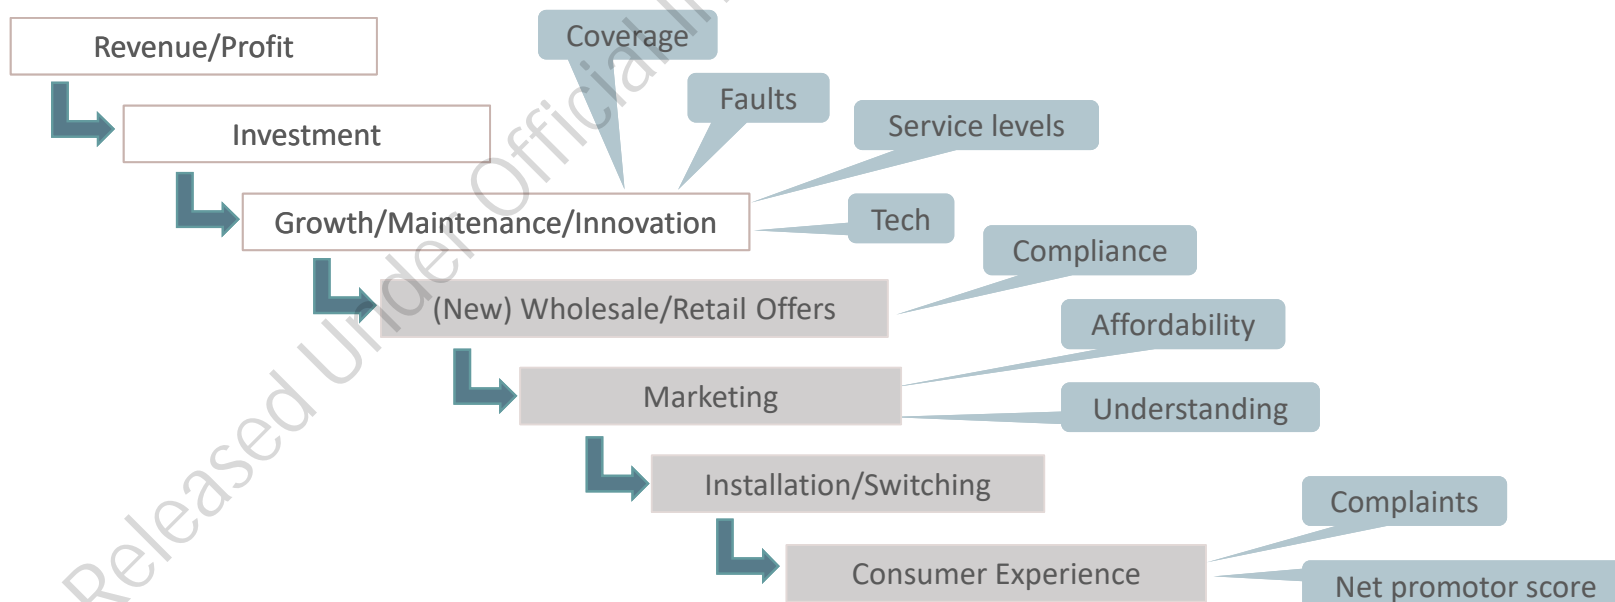 Revenue/Profit
Coverage
Faults
Investment
Service levels
Growth/Maintenance/Innovation
Tech
Compliance
(New) Wholesale/Retail Offers
Affordability
Marketing
Understanding
Installation/Switching
Complaints
Consumer Experience
Net promotor score
Released Under Official In